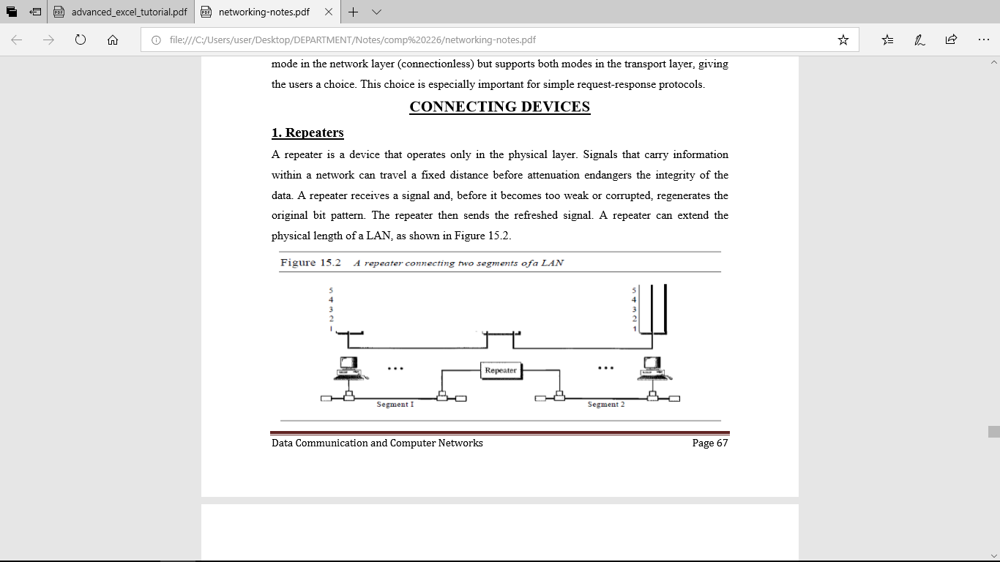 advanced_excel_tutorial.pdf
networking-notes.pdf
file:///C:/Users/user/Desktop/DEPARTMENT/Notes/comp%20226/networking-notes.pdf
mode in the network layer (connectionless) but supports both modes in the transport layer, giving
the users a choice. This choice is especially important for simple request-response protocols.
CONNECTING DEVICES
1. Repeaters
A repeater is a device that operates only in the physical layer. Signals that carry information
within a network can travel a fixed distance before attenuation endangers the integrity of the
data. A repeater receives a signal and, before it becomes too weak or corrupted, regenerates the
original bit pattern. The repeater then sends the refreshed signal. A repeater can extend the
physical length of a LAN, as shown in Figure 15.2.
Figure 15.2 A repeater connecting two segments ofa LAN
5 5
4 4
3 3
2 2
1 1
Repeater
Segment I Segment 2
Data Communication and Computer Networks Page 67